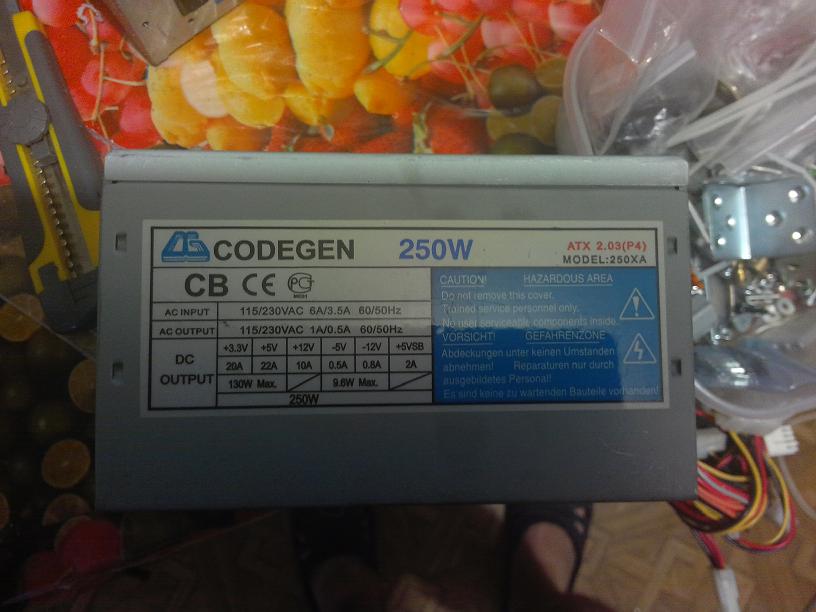 CODEGEN 250W ATX 2.03(P4)
MODEL:250XA
CB CE PC
ME01
AC INPUT 115/230VAC 6A/3.5A 60/50Hz
AC OUTPUT 115/230VAC 1A/0.5A 60/50Hz
DC OUTPUT
+3.3V +5V +12V -5V -12V +5VSB
20A 22A 10A 0.5A 0.8A 2A
130W Max. 9.6W Max.
250W
CAUTION! HAZARDOUS AREA
Do not remove this cover.
Trained service personnel only.
No user serviceable components inside.
VORSICHT! GEFAHRENZONE
Abdeckungen unter keinen Umstanden
abnehmen! Reparaturen nur durch
ausgebildetes Personal!
Es sind keine zu wartenden Bauteile vorhanden!